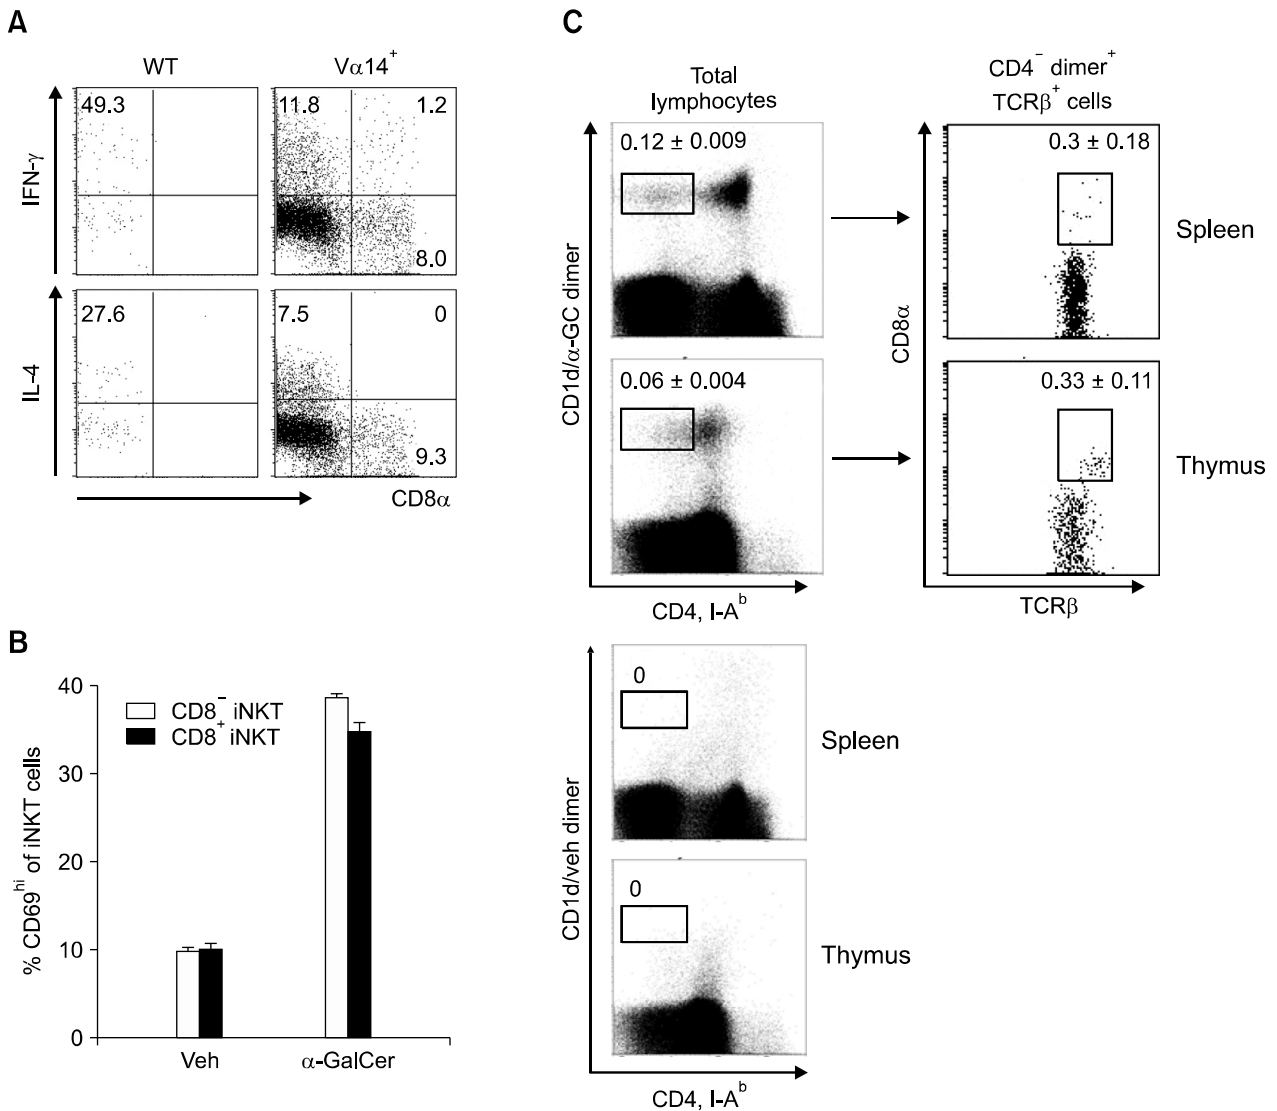 A
WT
Vα14+
49.3
11.8
1.2
8.0
IFN-γ
27.6
7.5
0
9.3
IL-4
CD8α
B
40
30
20
10
0
% CD69hi of iNKT cells
CD8− iNKT
CD8+ iNKT
Veh
α-GalCer
C
Total
lymphocytes
CD4− dimer+
TCRβ+ cells
0.12 ± 0.009
0.3 ± 0.18
Spleen
0.06 ± 0.004
0.33 ± 0.11
Thymus
CD1d/α-GC dimer
CD8α
CD4, I-Ab
TCRβ
0
Spleen
0
Thymus
CD1d/veh dimer
CD4, I-Ab